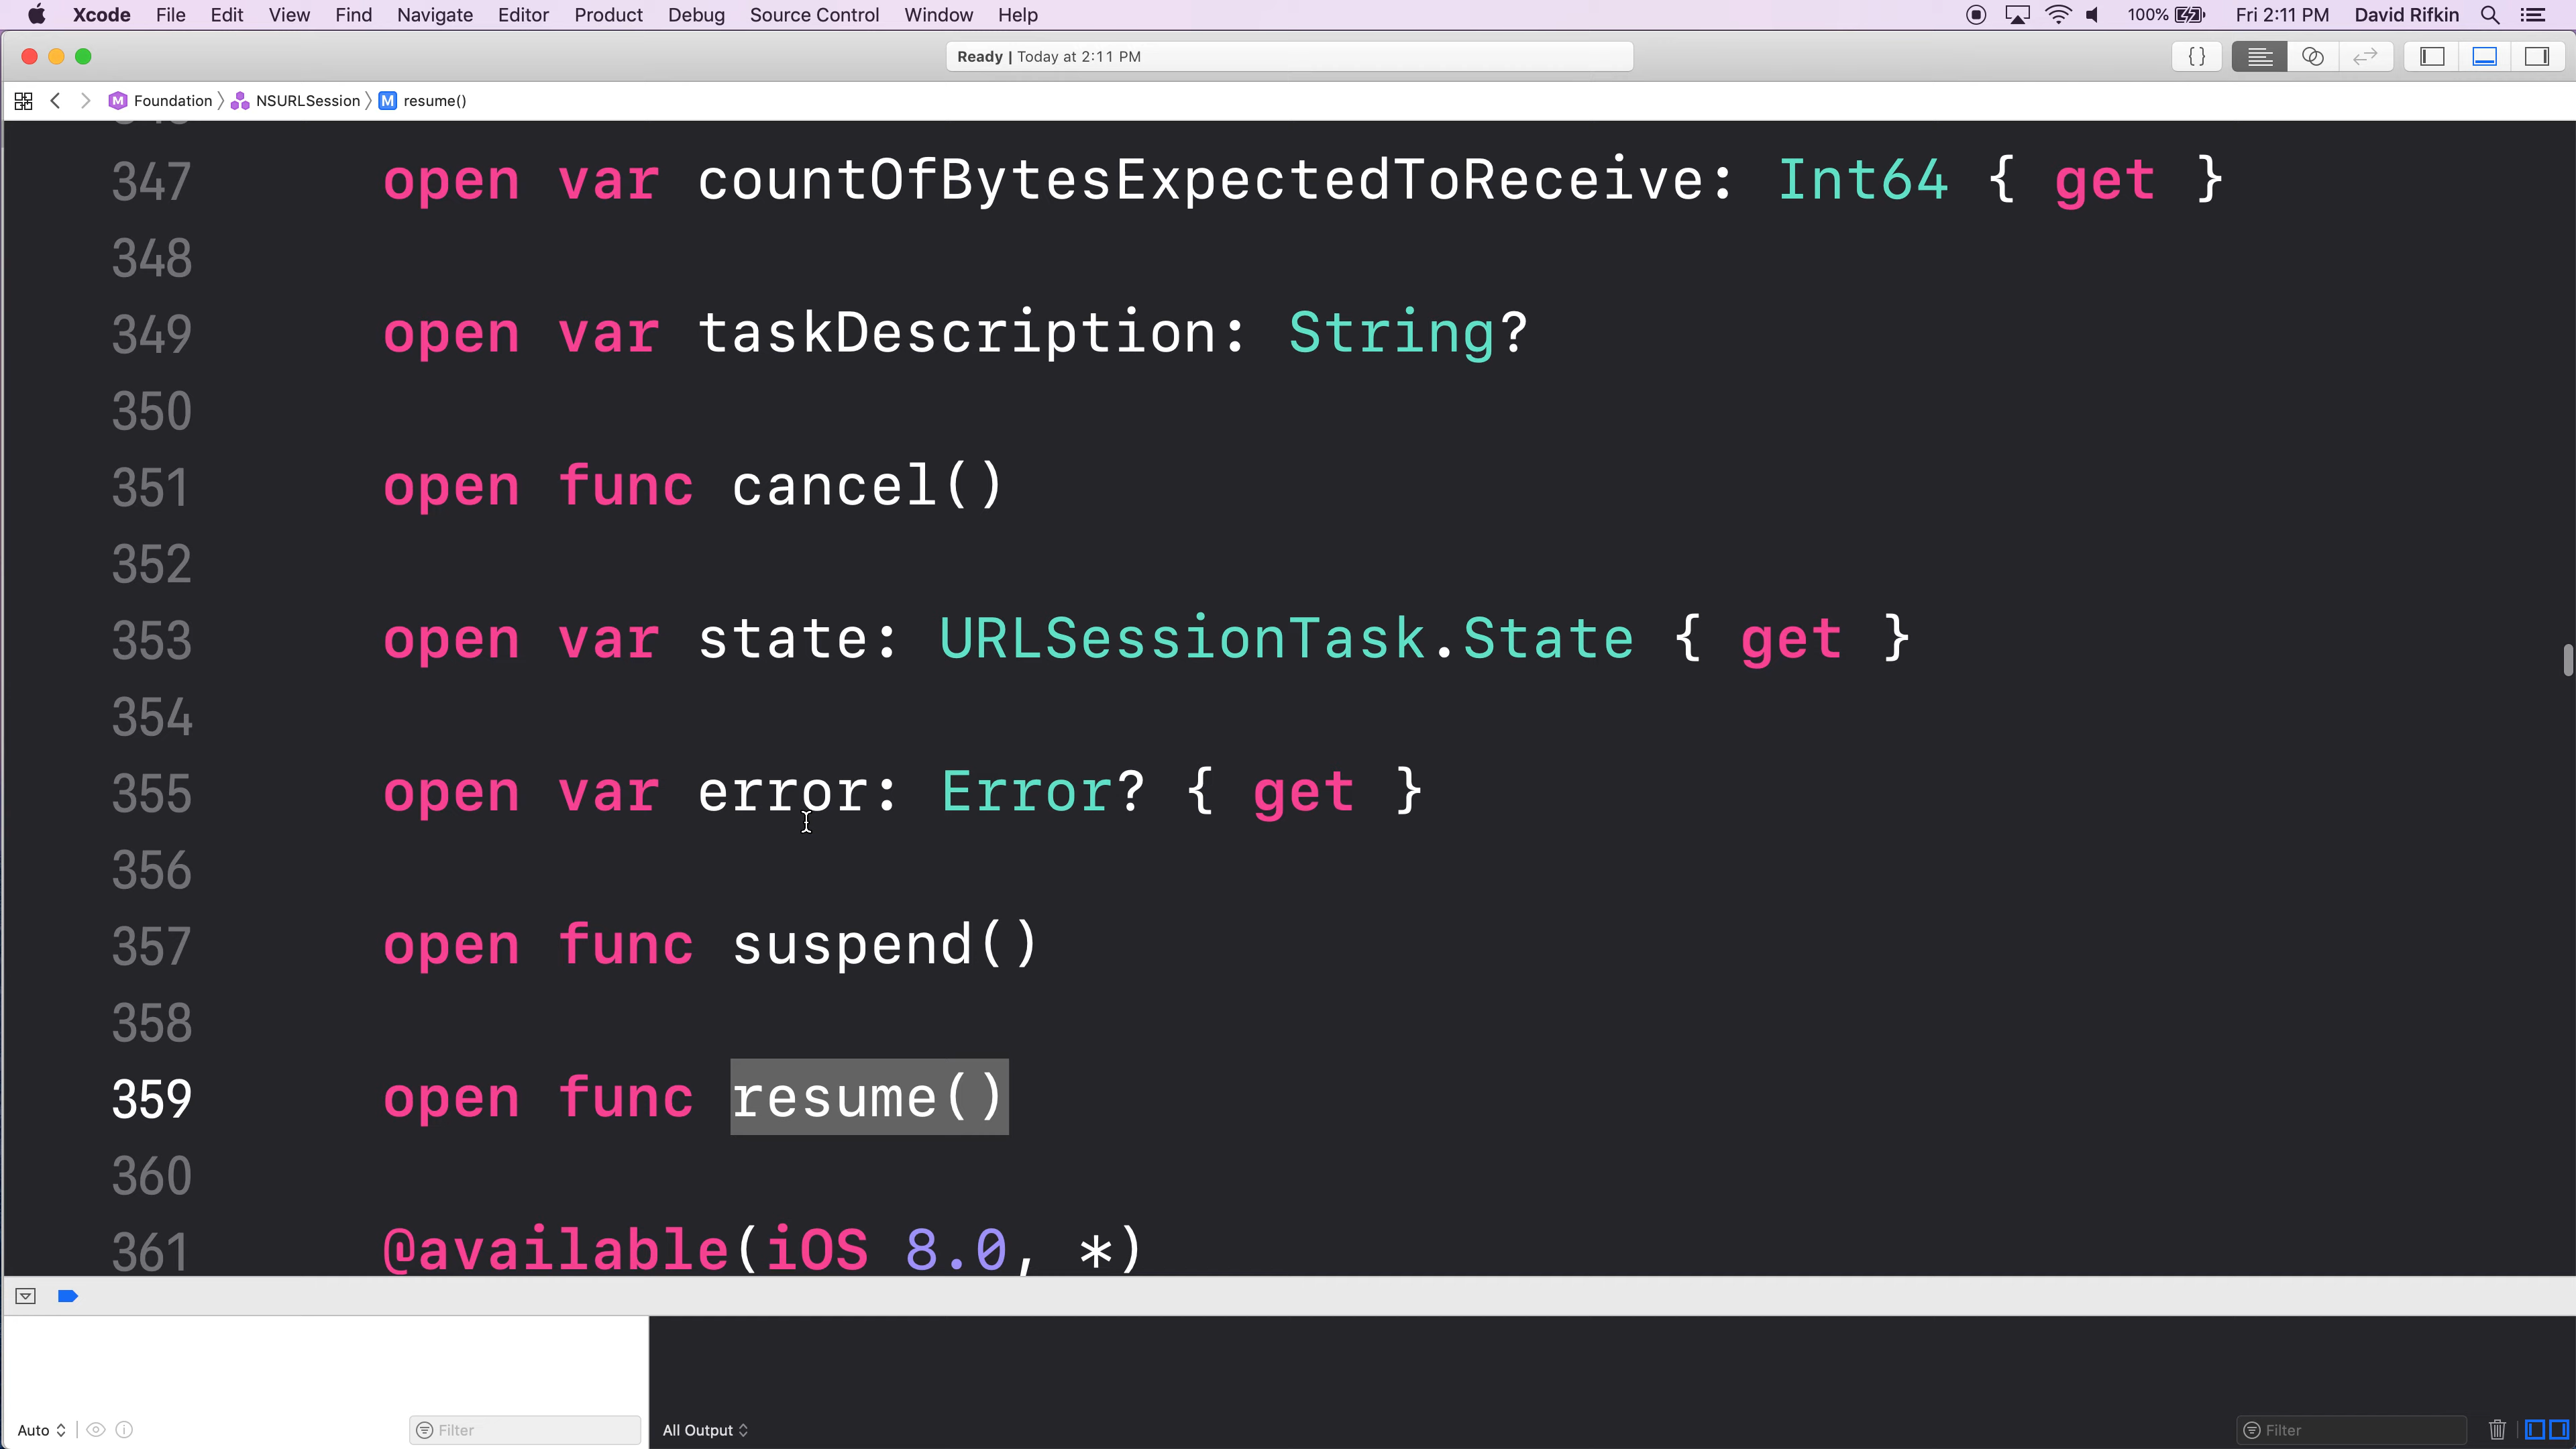 Xcode File Edit View Find Navigate Editor Product Debug Source Control Window Help 100% Fri 2:11 PM David Rifkin
Ready | Today at 2:11 PM
Foundation NSURLSession M resume()
347 open var countOfBytesExpectedToReceive: Int64 { get }
348
349 open var taskDescription: String?
350
351 open func cancel()
352
353 open var state: URLSessionTask.State { get }
354
355 open var error: Error? { get }
356
357 open func suspend()
358
359 open func resume()
360
361 @available(iOS 8.0, *)
Auto Filter All Output Filter